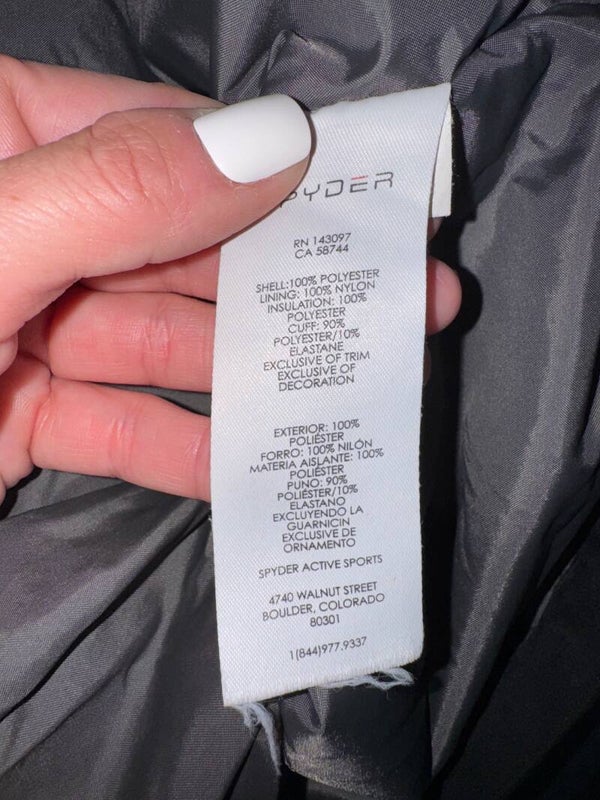 PYDER
RN 143097
CA 58744
SHELL:100% POLYESTER
LINING: 100% NYLON
INSULATION: 100%
POLYESTER
CUFF: 90%
POLYESTER/10%
ELASTANE
EXCLUSIVE OF TRIM
EXCLUSIVE OF
DECORATION
EXTERIOR: 100%
POLIÉSTER
FORRO: 100% NILÓN
MATERIA AISLANTE: 100%
POLIÉSTER
PUNO: 90%
POLIÉSTER/10%
ELASTANO
EXCLUYENDO LA
GUARNICIN
EXCLUSIVE DE
ORNAMENTO
SPYDER ACTIVE SPORTS
4740 WALNUT STREET
BOULDER, COLORADO
80301
1(844)977.9337